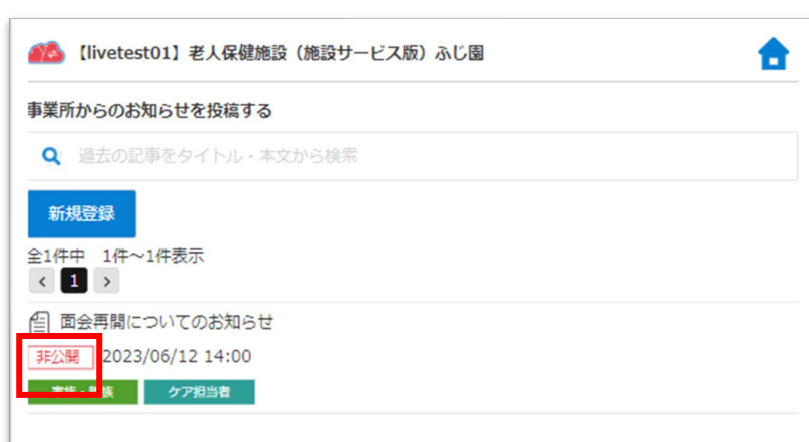 【livetest01】老人保健施設（施設サービス版）ふじ園
事業所からのお知らせを投稿する
過去の記事をタイトル・本文から検索
新規登録
全1件中 1件～1件表示
< 1 >
面会再開についてのお知らせ
非公開 2023/06/12 14:00
族 ケア担当者